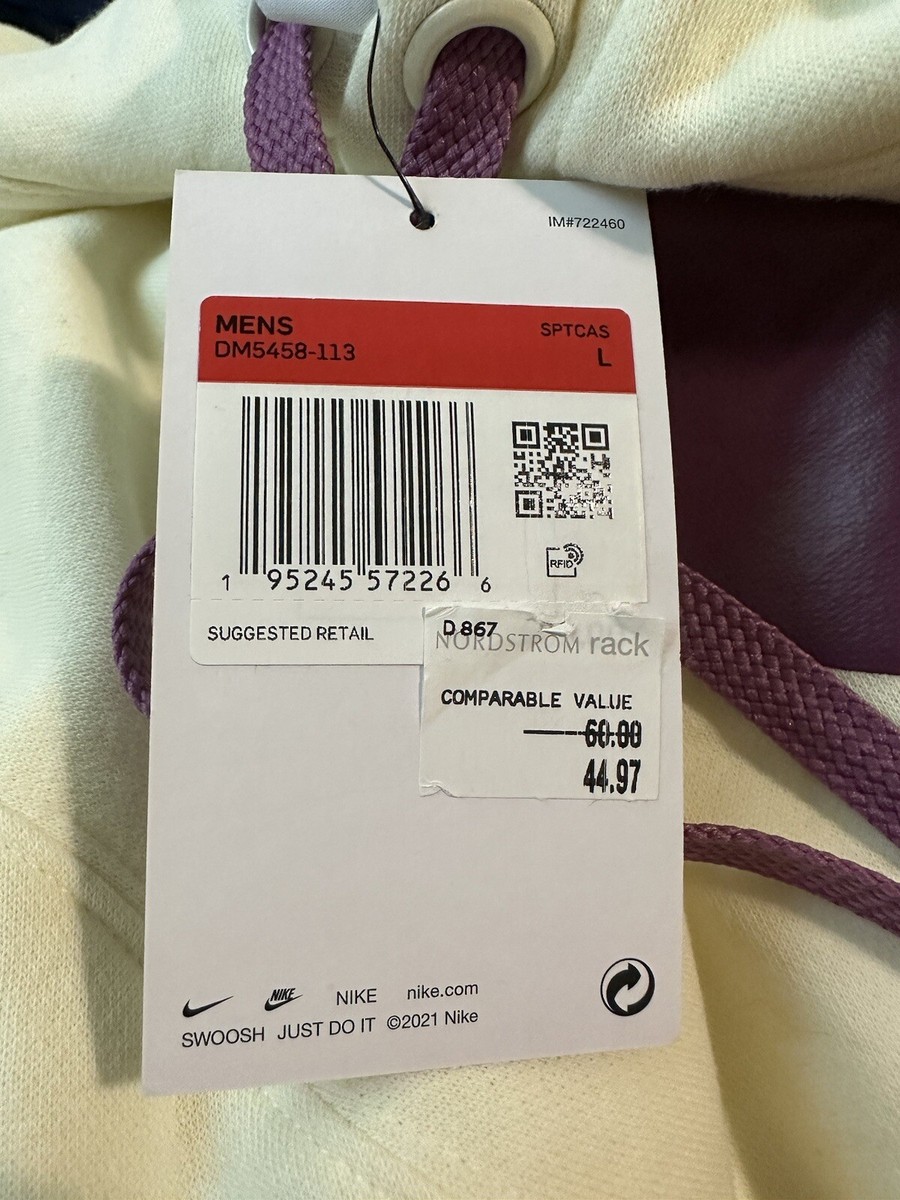 IM#722460
MENS
SPTCAS
DM5458-113
L
RFID
1 95245 57226 6
SUGGESTED RETAIL
D 867
NORDSTROM rack
COMPARABLE VALUE
60.00
44.97
NIKE NIKE nike.com
SWOOSH JUST DO IT ©2021 Nike